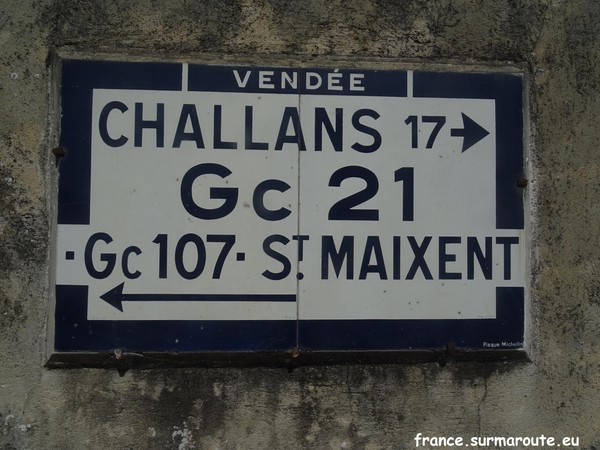 VENDÉE
CHALLANS 17
Gc 21
·Gc 107· ST MAIXENT
Plaque Michelin
france.surmaroute.eu